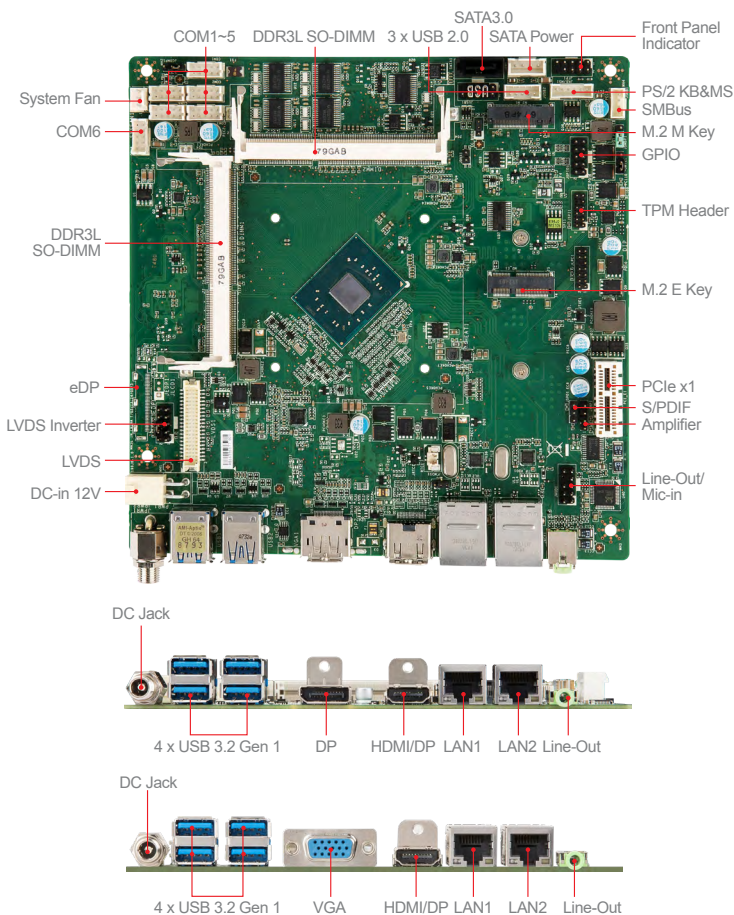 SATA3.0
COM1~5
DDR3L SO-DIMM
3 x USB 2.0
SATA Power
Front Panel
Indicator
System Fan
PS/2 KB&MS
SMBus
COM6
M.2 M Key
GPIO
79GAB
TPM Header
DDR3L
SO-DIMM
79GAB
M.2 E Key
eDP
PCIe x1
S/PDIF
LVDS Inverter
Amplifier
LVDS
Line-Out/
Mic-in
DC-in 12V
DC Jack
4 x USB 3.2 Gen 1
DP
HDMI/DP
LAN1
LAN2
Line-Out
DC Jack
4 x USB 3.2 Gen 1
VGA
HDMI/DP
LAN1
LAN2
Line-Out